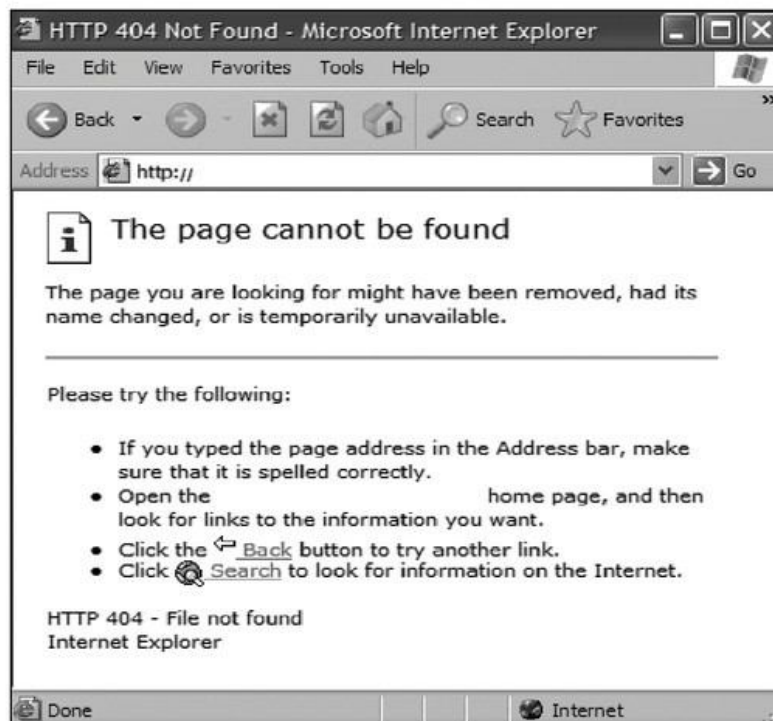 HTTP 404 Not Found - Microsoft Internet Explorer
File Edit View Favorites Tools Help
Back Search Favorites »
Address http:// Go
The page cannot be found
The page you are looking for might have been removed, had its
name changed, or is temporarily unavailable.
Please try the following:
• If you typed the page address in the Address bar, make
sure that it is spelled correctly.
• Open the home page, and then
look for links to the information you want.
• Click the Back button to try another link.
• Click Search to look for information on the Internet.
HTTP 404 - File not found
Internet Explorer
Done Internet